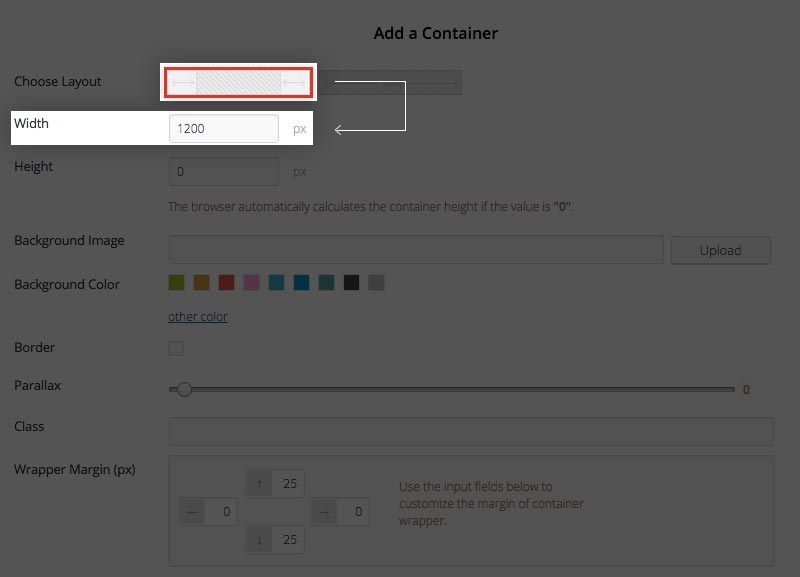 Add a Container
Choose Layout
Width 1200 px
Height 0 px
The browser automatically calculates the container height if the value is "0".
Background Image Upload
Background Color
other color
Border
Parallax 0
Class
Wrapper Margin (px)
↑ 25
← 0 → 0
↓ 25
Use the input fields below to
customize the margin of container
wrapper.